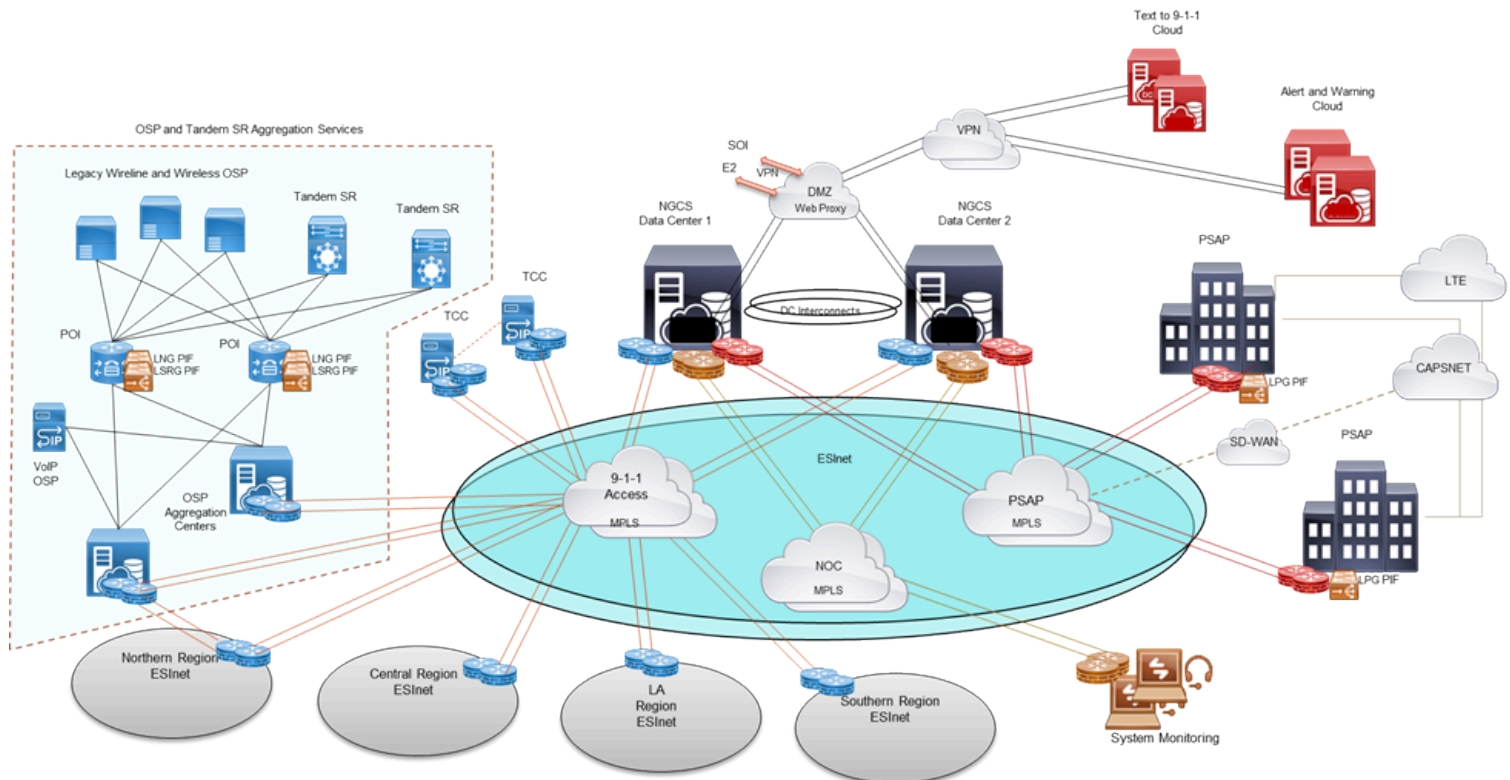 Text to 9-1-1
Cloud
Alert and Warning
Cloud
VPN
OSP and Tandem SR Aggregation Services
SOI
E2
VPN
DMZ
Web Proxy
Legacy Wireline and Wireless OSP
Tandem SR
Tandem SR
NGCS
Data Center 1
NGCS
Data Center 2
PSAP
LTE
TCC
TCC
DC Interconnects
POI
POI
LNG PIF
LSRG PIF
LNG PIF
LSRG PIF
SIP
SIP
LPG PIF
CAPSNET
SIP
VoIP
OSP
OSP
Aggregation
Centers
ESInet
SD-WAN
PSAP
9-1-1
Access
MPLS
PSAP
MPLS
NOC
MPLS
LPG PIF
Northern Region
ESInet
Central Region
ESInet
LA
Region
ESInet
Southern Region
ESInet
System Monitoring